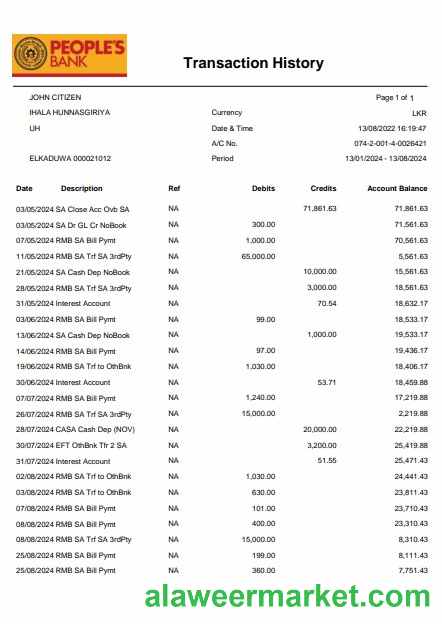 PEOPLE'S
BANK
Transaction History
JOHN CITIZEN Page 1 of 1
IHALA HUNNASGIRIYA Currency LKR
UH Date & Time 13/08/2022 16:19:47
A/C No. 074-2-001-4-0026421
ELKADUWA 000021012 Period 13/01/2024 - 13/08/2024
Date Description Ref Debits Credits Account Balance
03/05/2024 SA Close Acc Ovb SA NA 71,861.63 71,861.63
03/05/2024 SA Dr GL Cr NoBook NA 300.00 71,561.63
07/05/2024 RMB SA Bill Pymt NA 1,000.00 70,561.63
11/05/2024 RMB SA Trf SA 3rdPty NA 65,000.00 5,561.63
21/05/2024 SA Cash Dep NoBook NA 10,000.00 15,561.63
28/05/2024 RMB SA Trf SA 3rdPty NA 3,000.00 18,561.63
31/05/2024 Interest Account NA 70.54 18,632.17
03/06/2024 RMB SA Bill Pymt NA 99.00 18,533.17
13/06/2024 SA Cash Dep NoBook NA 1,000.00 19,533.17
14/06/2024 RMB SA Bill Pymt NA 97.00 19,436.17
19/06/2024 RMB SA Trf to OthBnk NA 1,030.00 18,406.17
30/06/2024 Interest Account NA 53.71 18,459.88
07/07/2024 RMB SA Bill Pymt NA 1,240.00 17,219.88
26/07/2024 RMB SA Trf SA 3rdPty NA 15,000.00 2,219.88
28/07/2024 CASA Cash Dep (NOV) NA 20,000.00 22,219.88
30/07/2024 EFT OthBnk Tfr 2 SA NA 3,200.00 25,419.88
31/07/2024 Interest Account NA 51.55 25,471.43
02/08/2024 RMB SA Trf to OthBnk NA 1,030.00 24,441.43
03/08/2024 RMB SA Trf to OthBnk NA 630.00 23,811.43
07/08/2024 RMB SA Bill Pymt NA 101.00 23,710.43
08/08/2024 RMB SA Bill Pymt NA 400.00 23,310.43
08/08/2024 RMB SA Trf SA 3rdPty NA 15,000.00 8,310.43
25/08/2024 RMB SA Bill Pymt NA 199.00 8,111.43
25/08/2024 RMB SA Bill Pymt NA 360.00 7,751.43
alaweermarket.com